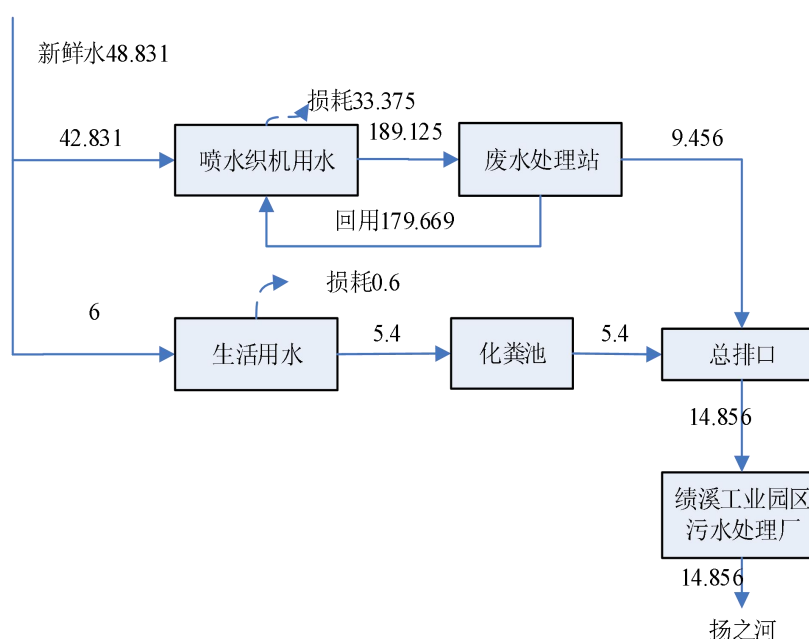 新鲜水48.831
损耗33.375
42.831
189.125
9.456
喷水织机用水
废水处理站
回用179.669
损耗0.6
6
5.4
5.4
生活用水
化粪池
总排口
14.856
绩溪工业园区
污水处理厂
14.856
扬之河